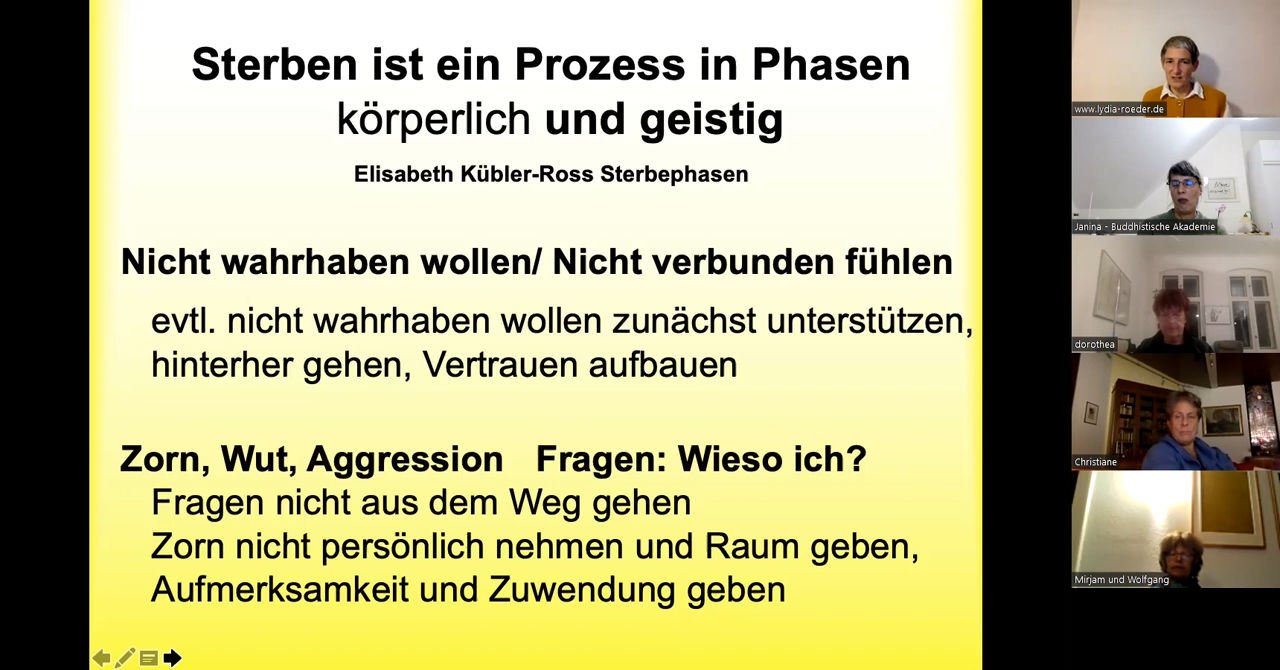 Sterben ist ein Prozess in Phasen
körperlich und geistig
Elisabeth Kübler-Ross Sterbephasen
Nicht wahrhaben wollen/ Nicht verbunden fühlen
evtl. nicht wahrhaben wollen zunächst unterstützen,
hinterher gehen, Vertrauen aufbauen
Zorn, Wut, Aggression Fragen: Wieso ich?
Fragen nicht aus dem Weg gehen
Zorn nicht persönlich nehmen und Raum geben,
Aufmerksamkeit und Zuwendung geben
www.lydia-roeder.de
Janina - Buddhistische Akademie
dorothea
Christiane
Mirjam und Wolfgang